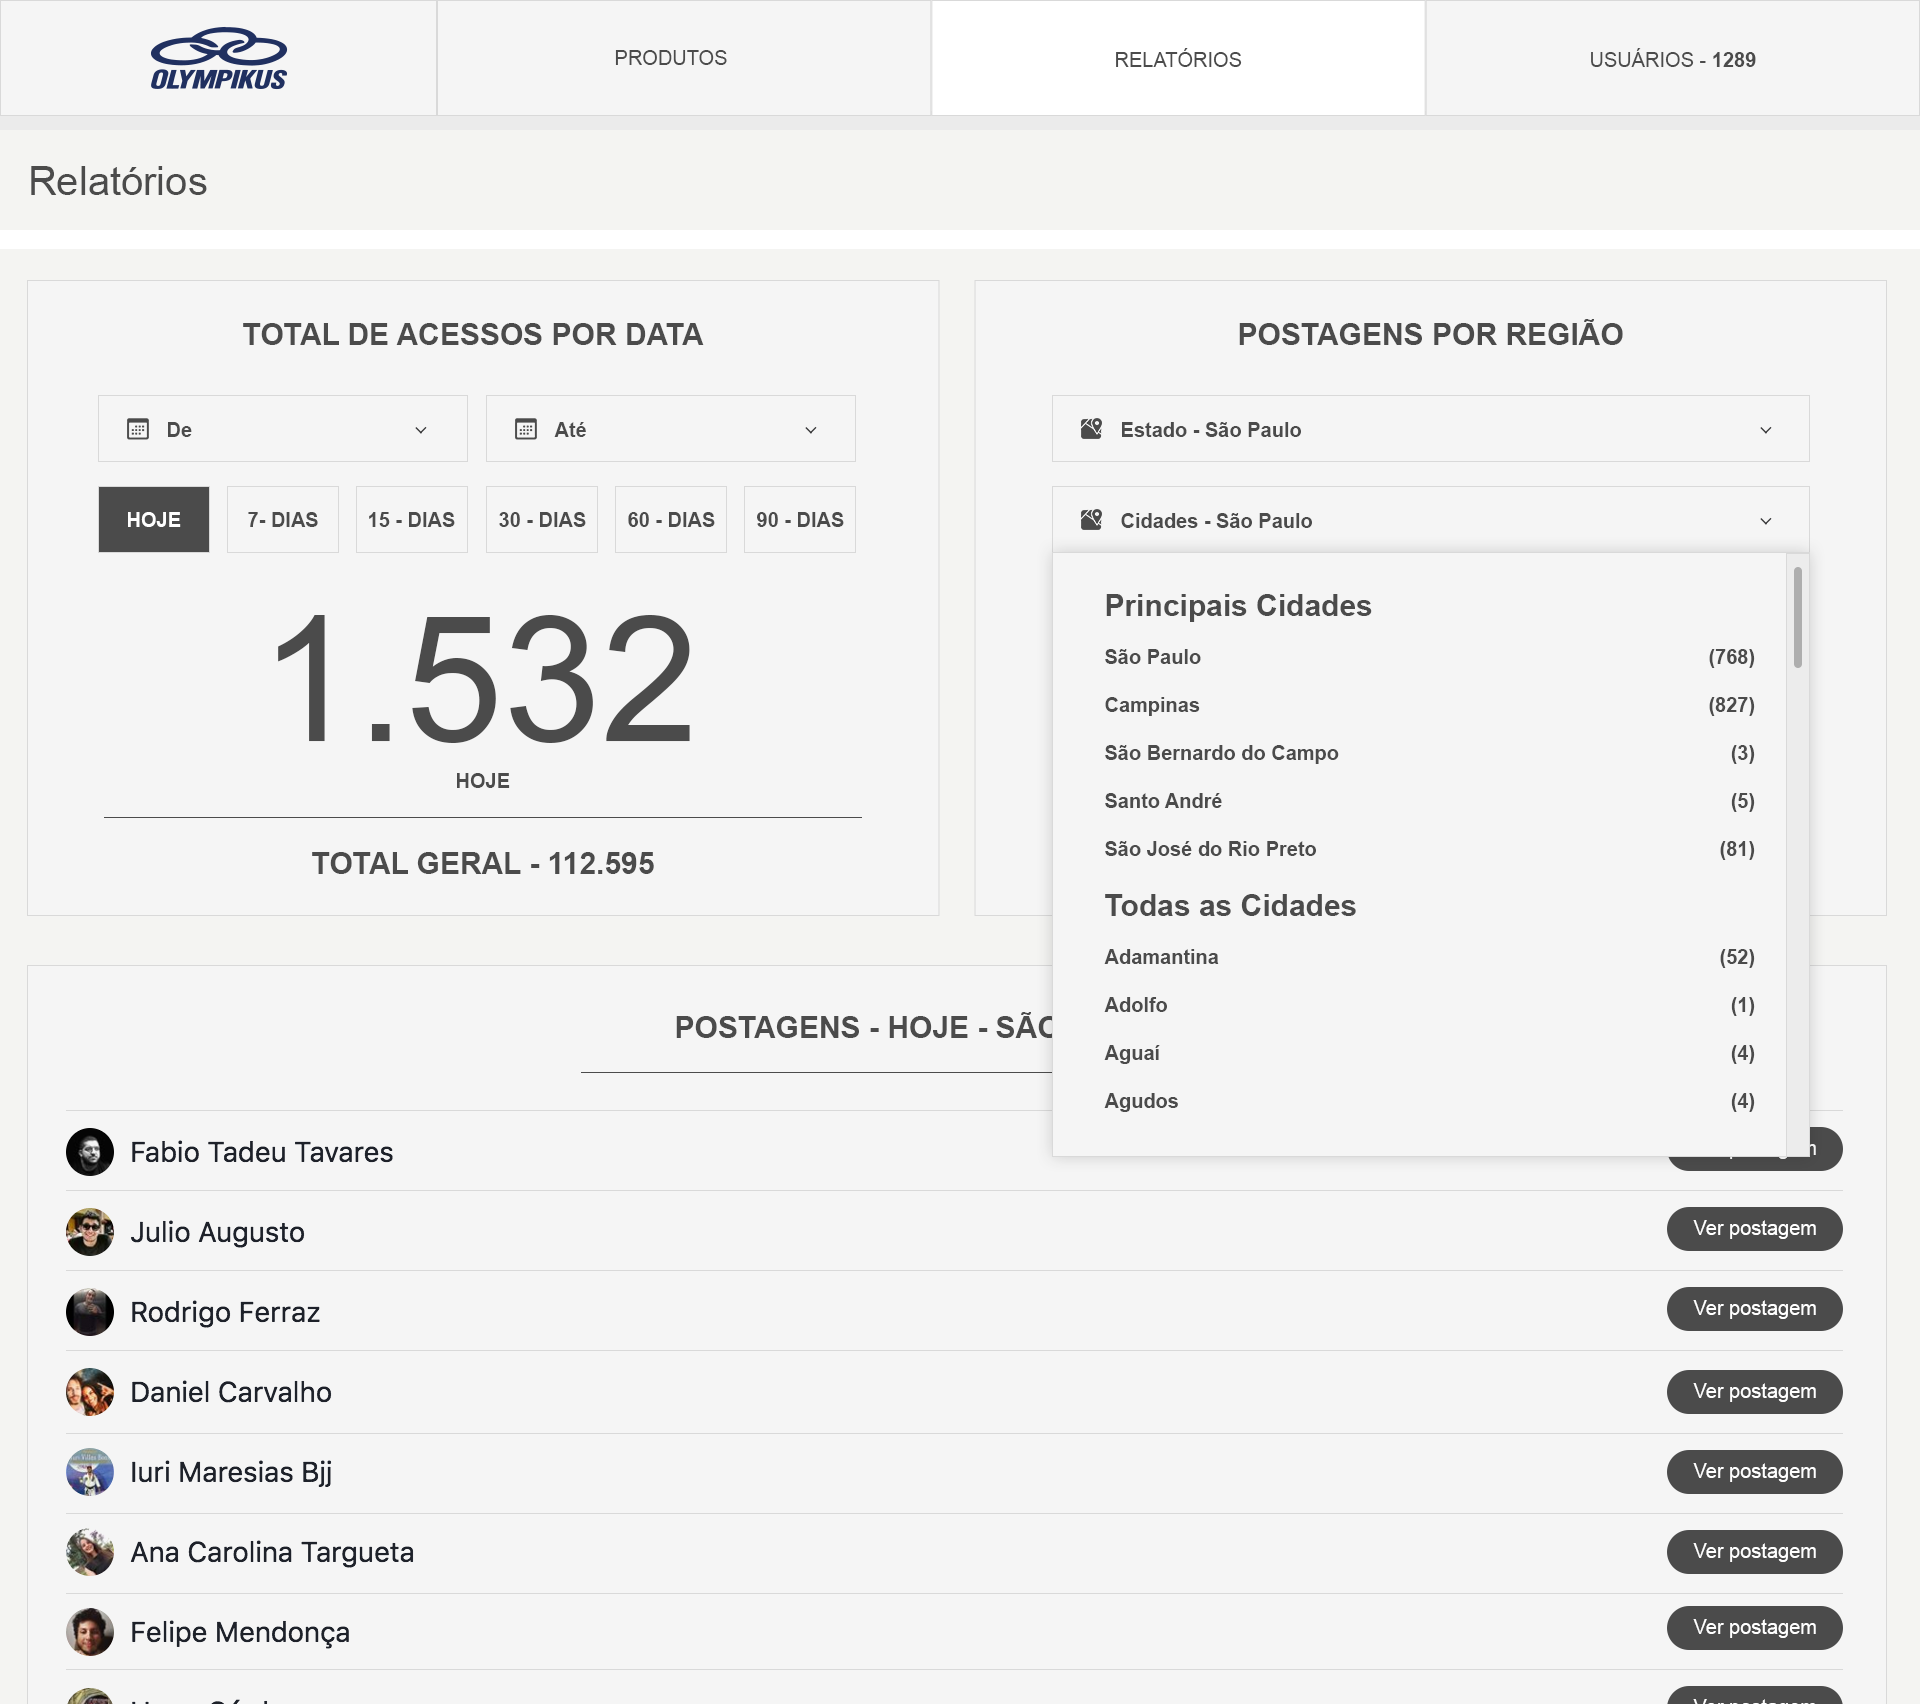 OLYMPIKUS
PRODUTOS
RELATÓRIOS
USUÁRIOS - 1289
Relatórios
TOTAL DE ACESSOS POR DATA
De
Até
HOJE
7- DIAS
15 - DIAS
30 - DIAS
60 - DIAS
90 - DIAS
1.532
HOJE
TOTAL GERAL - 112.595
POSTAGENS POR REGIÃO
Estado - São Paulo
Cidades - São Paulo
Principais Cidades
São Paulo (768)
Campinas (827)
São Bernardo do Campo (3)
Santo André (5)
São José do Rio Preto (81)
Todas as Cidades
Adamantina (52)
Adolfo (1)
Aguaí (4)
Agudos (4)
POSTAGENS - HOJE - SÃO
Fabio Tadeu Tavares
Julio Augusto Ver postagem
Rodrigo Ferraz Ver postagem
Daniel Carvalho Ver postagem
Iuri Maresias Bjj Ver postagem
Ana Carolina Targueta Ver postagem
Felipe Mendonça Ver postagem